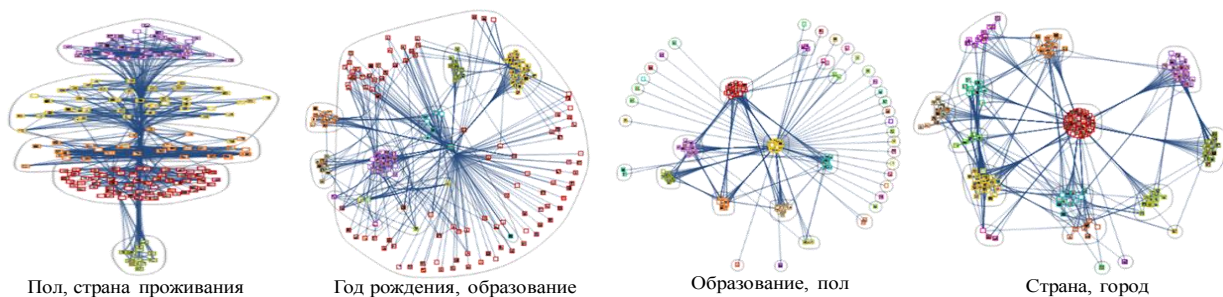 Пол, страна проживания
Год рождения, образование
Образование, пол
Страна, город